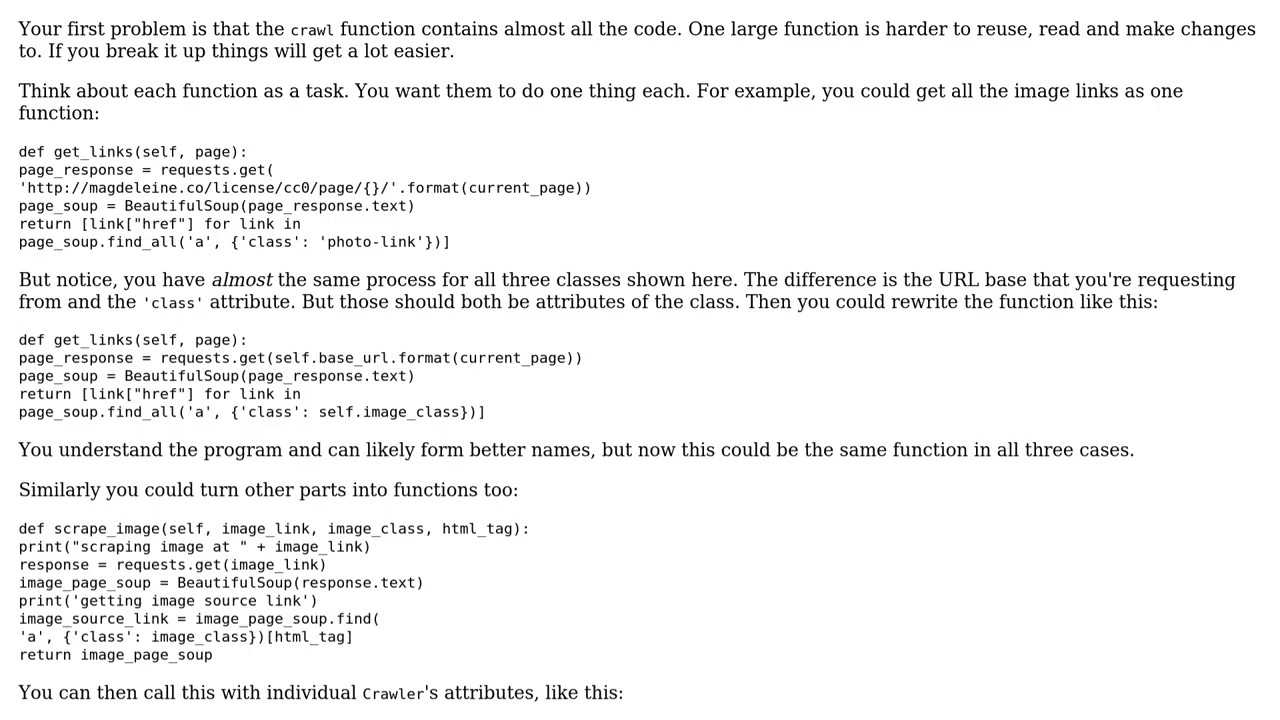 Your first problem is that the crawl function contains almost all the code. One large function is harder to reuse, read and make changes
to. If you break it up things will get a lot easier.
Think about each function as a task. You want them to do one thing each. For example, you could get all the image links as one
function:
def get_links(self, page):
page_response = requests.get(
'http://magdeleine.co/license/cc0/page/{}/'.format(current_page))
page_soup = BeautifulSoup(page_response.text)
return [link["href"] for link in
page_soup.find_all('a', {'class': 'photo-link'})]
But notice, you have almost the same process for all three classes shown here. The difference is the URL base that you're requesting
from and the 'class' attribute. But those should both be attributes of the class. Then you could rewrite the function like this:
def get_links(self, page):
page_response = requests.get(self.base_url.format(current_page))
page_soup = BeautifulSoup(page_response.text)
return [link["href"] for link in
page_soup.find_all('a', {'class': self.image_class})]
You understand the program and can likely form better names, but now this could be the same function in all three cases.
Similarly you could turn other parts into functions too:
def scrape_image(self, image_link, image_class, html_tag):
print("scraping image at " + image_link)
response = requests.get(image_link)
image_page_soup = BeautifulSoup(response.text)
print('getting image source link')
image_source_link = image_page_soup.find(
'a', {'class': image_class})[html_tag]
return image_page_soup
You can then call this with individual Crawler's attributes, like this: